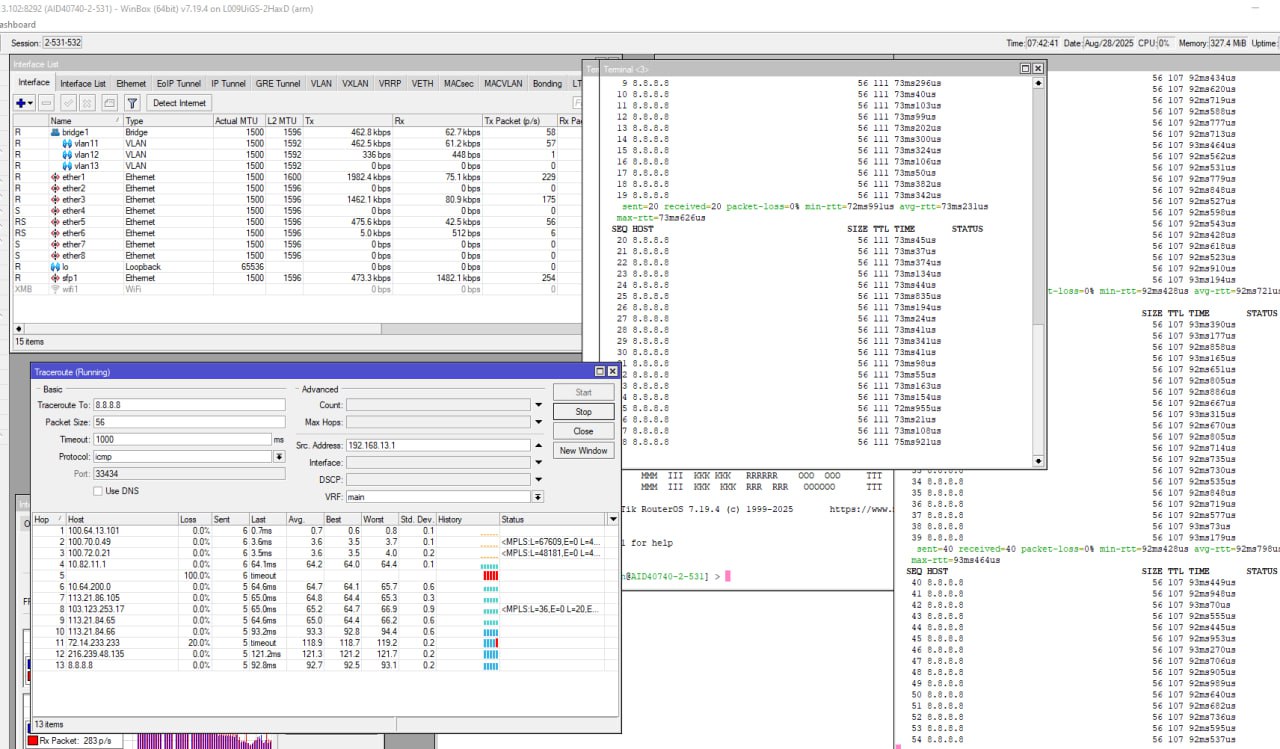 3.102:8292 (AID40740-2-531) - WinBox (64bit) v7.19.4 on L009UiGS-2HaxD (arm)
ashboard
Session: 2-531-532
Time: 07:42:41 Date: Aug/28/2025 CPU: 0% Memory: 327.4 MiB Uptime:
Interface List
Interface Interface List Ethernet EoIP Tunnel IP Tunnel GRE Tunnel VLAN VXLAN VRRP VETH MACsec MACVLAN Bonding LT
Detect Internet
Name Type Actual MTU L2 MTU Tx Rx Tx Packet (p/s) Rx Pa
R bridge1 Bridge 1500 1596 462.8 kbps 62.7 kbps 58
R vlan11 VLAN 1500 1592 462.5 kbps 61.2 kbps 57
R vlan12 VLAN 1500 1592 336 bps 448 bps 1
R vlan13 VLAN 1500 1592 0 bps 0 bps 0
R ether1 Ethernet 1500 1600 1982.4 kbps 75.1 kbps 229
R ether2 Ethernet 1500 1596 0 bps 0 bps 0
R ether3 Ethernet 1500 1596 1462.1 kbps 80.9 kbps 175
S ether4 Ethernet 1500 1596 0 bps 0 bps 0
RS ether5 Ethernet 1500 1596 475.6 kbps 42.5 kbps 56
RS ether6 Ethernet 1500 1596 5.0 kbps 512 bps 6
S ether7 Ethernet 1500 1596 0 bps 0 bps 0
S ether8 Ethernet 1500 1596 0 bps 0 bps 0
R lo Loopback 65536 0 bps 0 bps 0
R sfp1 Ethernet 1500 1596 473.3 kbps 1482.1 kbps 254
XMB wifi1 WiFi 0 bps 0 bps 0
15 items
Ter Terminal <3>
9 8.8.8.8 56 111 73ms296us
10 8.8.8.8 56 111 73ms40us
11 8.8.8.8 56 111 73ms103us
12 8.8.8.8 56 111 73ms99us
13 8.8.8.8 56 111 73ms202us
14 8.8.8.8 56 111 73ms300us
15 8.8.8.8 56 111 73ms324us
16 8.8.8.8 56 111 73ms106us
17 8.8.8.8 56 111 73ms50us
18 8.8.8.8 56 111 73ms382us
19 8.8.8.8 56 111 73ms342us
sent=20 received=20 packet-loss=0% min-rtt=72ms991us avg-rtt=73ms231us
max-rtt=73ms626us
SEQ HOST SIZE TTL TIME STATUS
20 8.8.8.8 56 111 73ms45us
21 8.8.8.8 56 111 73ms37us
22 8.8.8.8 56 111 73ms374us
23 8.8.8.8 56 111 73ms134us
24 8.8.8.8 56 111 73ms44us
25 8.8.8.8 56 111 73ms835us
26 8.8.8.8 56 111 73ms194us
27 8.8.8.8 56 111 73ms24us
28 8.8.8.8 56 111 73ms41us
29 8.8.8.8 56 111 73ms341us
30 8.8.8.8 56 111 73ms41us
1 8.8.8.8 56 111 73ms98us
2 8.8.8.8 56 111 73ms55us
3 8.8.8.8 56 111 73ms163us
4 8.8.8.8 56 111 73ms154us
5 8.8.8.8 56 111 72ms955us
6 8.8.8.8 56 111 73ms21us
7 8.8.8.8 56 111 73ms108us
8 8.8.8.8 56 111 75ms921us
56 107 92ms434us
56 107 92ms620us
56 107 92ms719us
56 107 92ms588us
56 107 92ms777us
56 107 92ms713us
56 107 93ms464us
56 107 92ms562us
56 107 92ms531us
56 107 92ms779us
56 107 92ms848us
56 107 92ms527us
56 107 92ms598us
56 107 92ms543us
56 107 92ms428us
56 107 92ms618us
56 107 92ms523us
56 107 92ms910us
56 107 93ms194us
t-loss=0% min-rtt=92ms428us avg-rtt=92ms721us
SIZE TTL TIME STATUS
56 107 93ms390us
56 107 93ms177us
56 107 92ms858us
56 107 93ms165us
56 107 92ms651us
56 107 92ms805us
56 107 92ms886us
56 107 92ms667us
56 107 93ms315us
56 107 92ms670us
56 107 92ms805us
56 107 92ms714us
56 107 92ms735us
33 8.8.8.8 56 107 92ms730us
34 8.8.8.8 56 107 92ms535us
35 8.8.8.8 56 107 92ms848us
36 8.8.8.8 56 107 92ms719us
37 8.8.8.8 56 107 92ms577us
38 8.8.8.8 56 107 93ms73us
39 8.8.8.8 56 107 93ms179us
sent=40 received=40 packet-loss=0% min-rtt=92ms428us avg-rtt=92ms798us
max-rtt=93ms464us
SEQ HOST SIZE TTL TIME STATUS
40 8.8.8.8 56 107 93ms449us
41 8.8.8.8 56 107 92ms948us
42 8.8.8.8 56 107 93ms70us
43 8.8.8.8 56 107 92ms555us
44 8.8.8.8 56 107 92ms445us
45 8.8.8.8 56 107 92ms953us
46 8.8.8.8 56 107 93ms270us
47 8.8.8.8 56 107 92ms706us
48 8.8.8.8 56 107 92ms905us
49 8.8.8.8 56 107 92ms989us
50 8.8.8.8 56 107 92ms640us
51 8.8.8.8 56 107 92ms682us
52 8.8.8.8 56 107 92ms736us
53 8.8.8.8 56 107 92ms595us
54 8.8.8.8 56 107 92ms537us
MMM III KKK KKK RRRRRR OOO OOO TTT
MMM III KKK KKK RRR RRR OOOOOO TTT
Tik RouterOS 7.19.4 (c) 1999-2025 https://www.
l for help
n@AID40740-2-531] >
Traceroute (Running)
Basic
Traceroute To: 8.8.8.8
Packet Size: 56
Timeout: 1000 ms
Protocol: icmp
Port: 33434
Use DNS
Advanced
Count:
Max Hops:
Src. Address: 192.168.13.1
Interface:
DSCP:
VRF: main
Start
Stop
Close
New Window
Hop Host Loss Sent Last Avg. Best Worst Std. Dev. History Status
1 100.64.13.101 0.0% 6 0.7ms 0.7 0.6 0.8 0.1
2 100.70.0.49 0.0% 6 3.6ms 3.6 3.5 3.7 0.1 <MPLS:L=67609,E=0 L=4...
3 100.72.0.21 0.0% 6 3.5ms 3.6 3.5 4.0 0.2 <MPLS:L=48181,E=0 L=4...
4 10.82.11.1 0.0% 6 64.1ms 64.2 64.0 64.4 0.1
5 100.0% 6 timeout
6 10.64.200.0 0.0% 5 64.6ms 64.7 64.1 65.7 0.6
7 113.21.86.105 0.0% 5 65.0ms 64.8 64.4 65.3 0.3
8 103.123.253.17 0.0% 5 65.0ms 65.2 64.7 66.9 0.9 <MPLS:L=36,E=0 L=20,E...
9 113.21.84.65 0.0% 5 64.6ms 65.0 64.4 66.2 0.6
10 113.21.84.66 0.0% 5 93.2ms 93.3 92.8 94.4 0.6
11 72.14.233.233 20.0% 5 timeout 118.9 118.7 119.2 0.2
12 216.239.48.135 0.0% 5 121.2ms 121.3 121.2 121.7 0.2
13 8.8.8.8 0.0% 5 92.8ms 92.7 92.5 93.1 0.2
13 items
Rx Packet: 283 p/s